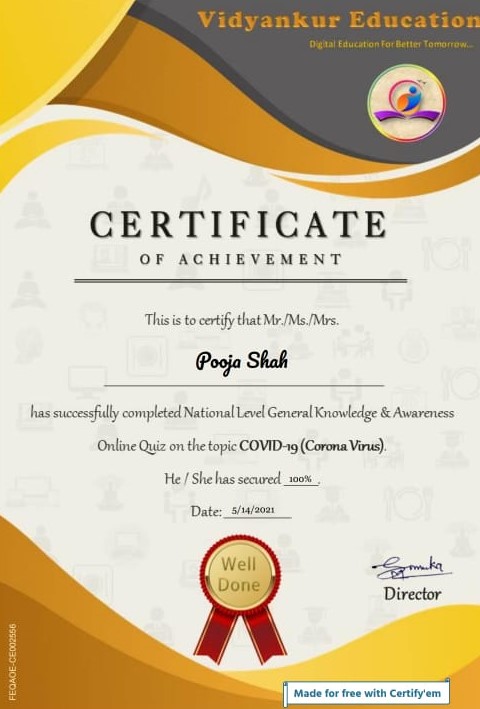 Vidyankur Education
Digital Education For Better Tomorrow...
CERTIFICATE
OF ACHIEVEMENT
This is to certify that Mr./Ms./Mrs.
Pooja Shah
has successfully completed National Level General Knowledge & Awareness
Online Quiz on the topic COVID-19 (Corona Virus).
He / She has secured 100%.
Date: 5/14/2021
Well
Done
Director
FEQAOE-CE002556
Made for free with Certify'em